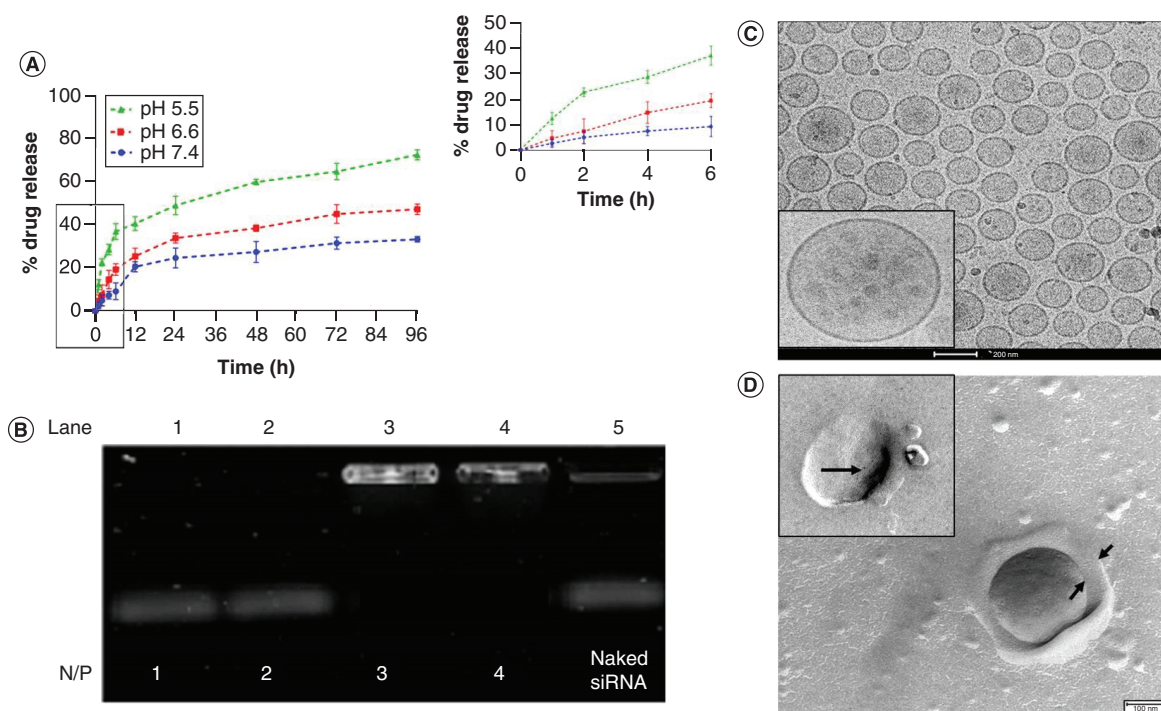 A
% drug release
100
80
60
40
20
0
pH 5.5
pH 6.6
pH 7.4
0 12 24 36 48 60 72 84 96
Time (h)
% drug release
50
40
30
20
10
0
0 2 4 6
Time (h)
B
Lane 1 2 3 4 5
N/P 1 2 3 4 Naked
siRNA
C
200 nm
D
100 nm